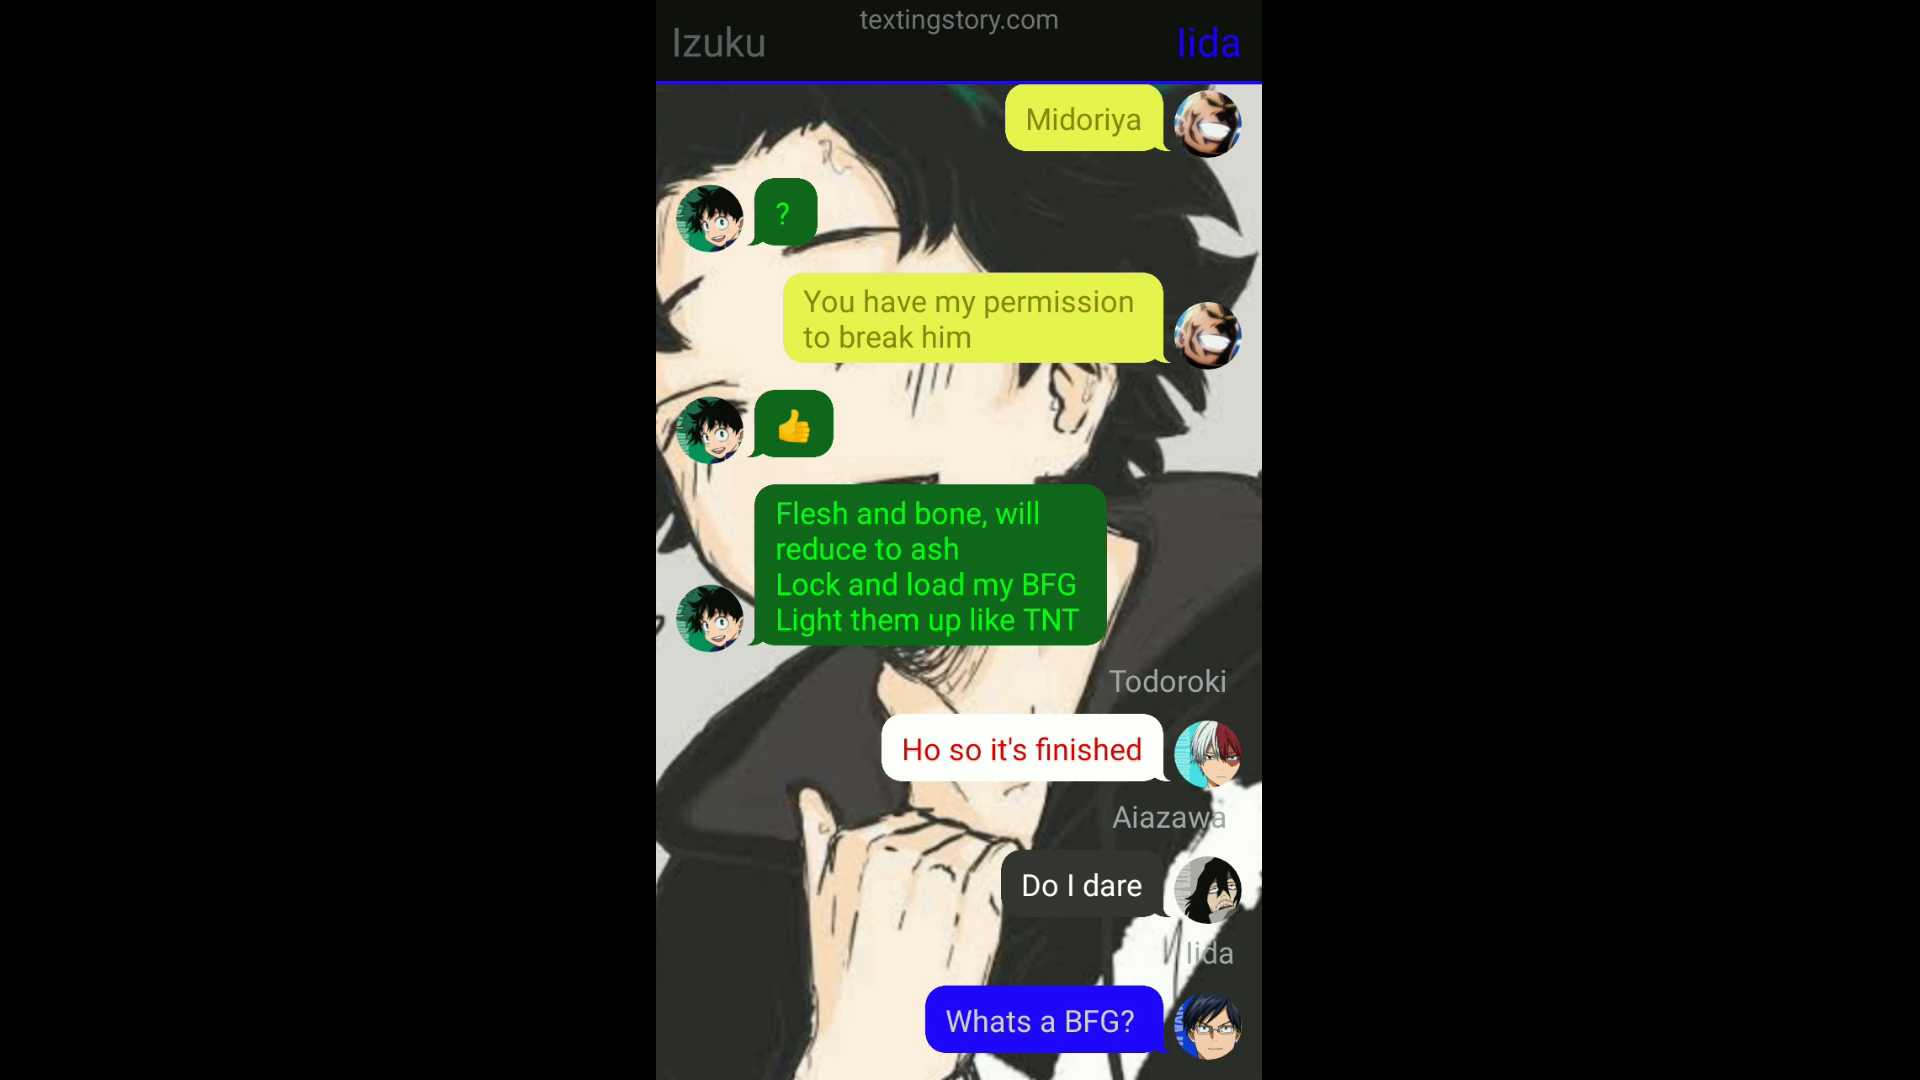 textingstory.com
Izuku
Iida
Midoriya
?
You have my permission
to break him
👍
Flesh and bone, will
reduce to ash
Lock and load my BFG
Light them up like TNT
Todoroki
Ho so it's finished
Aiazawa
Do I dare
Iida
Whats a BFG?